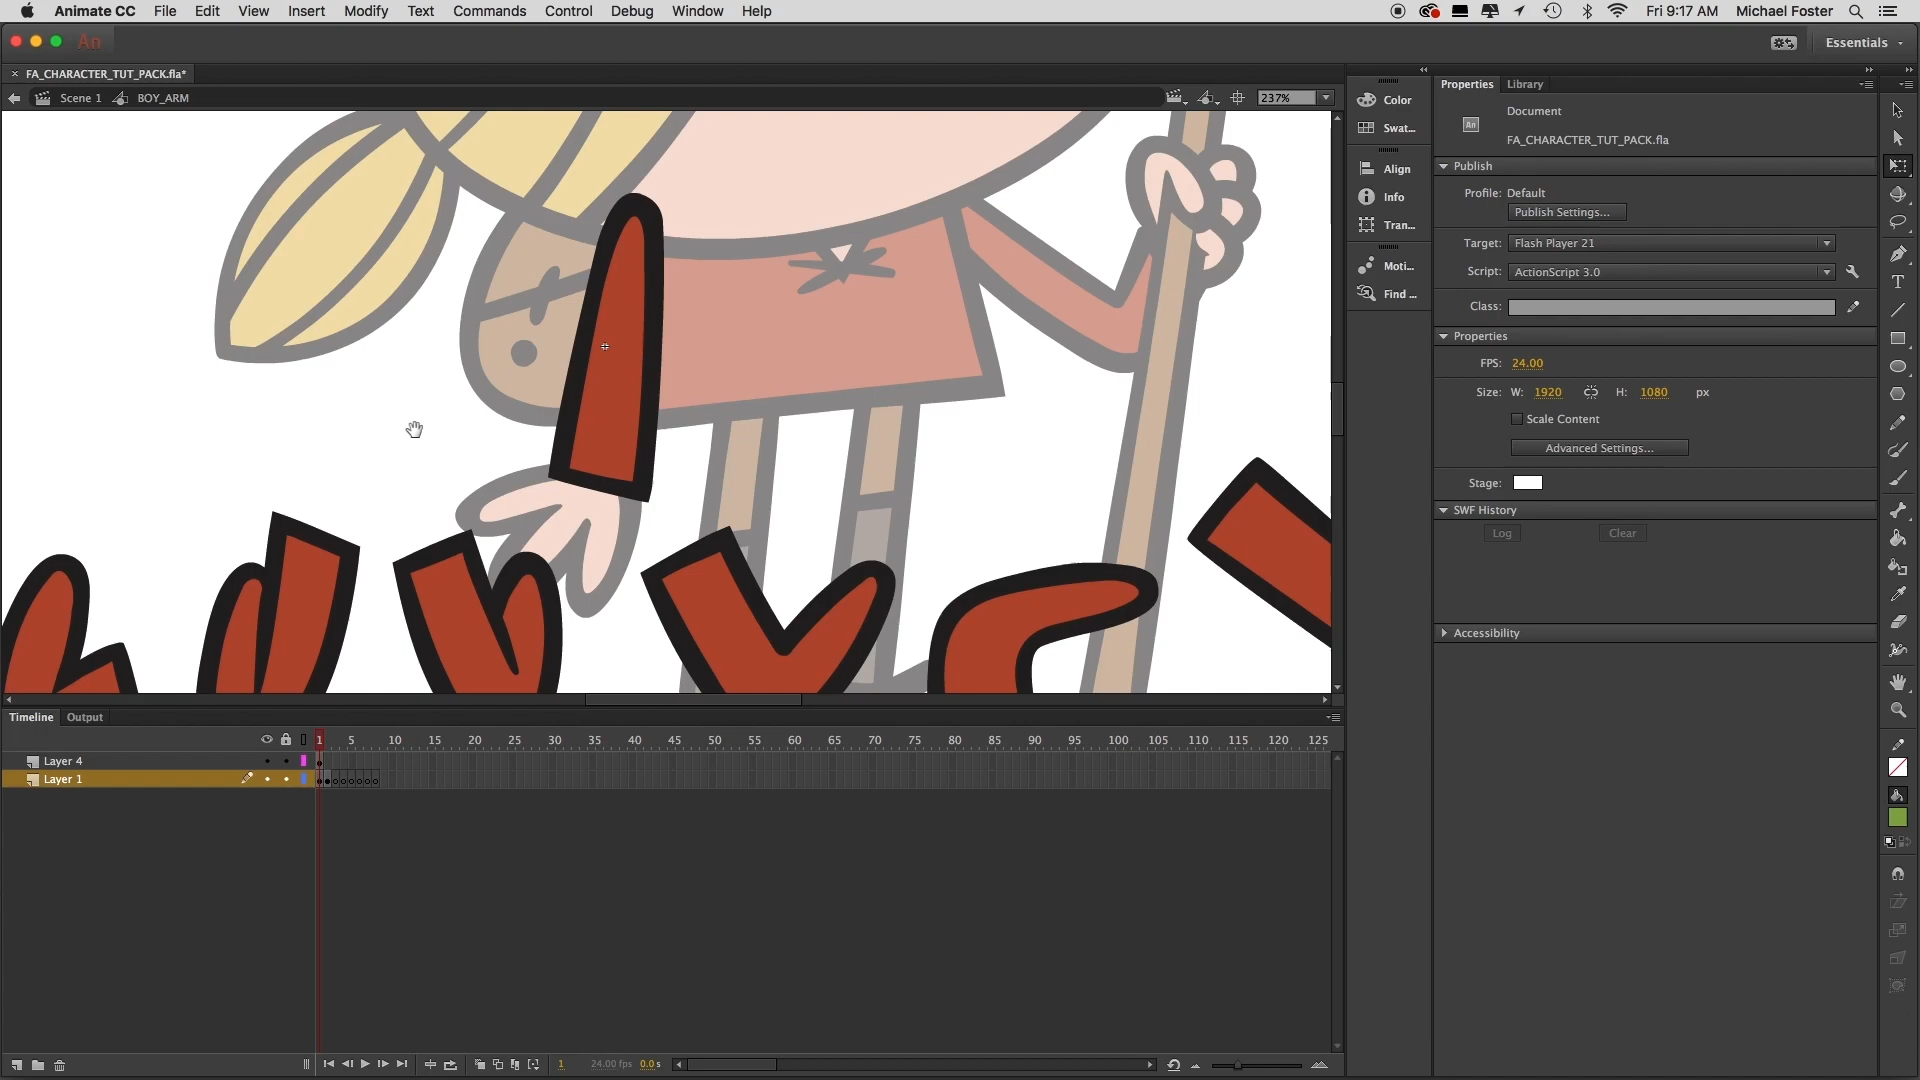 Animate CC File Edit View Insert Modify Text Commands Control Debug Window Help Fri 9:17 AM Michael Foster
An Essentials
× FA_CHARACTER_TUT_PACK.fla*
Scene 1 BOY_ARM 237%
Color
Swat...
Align
Info
Tran...
Moti...
Find ...
Properties Library
Document
An FA_CHARACTER_TUT_PACK.fla
Publish
Profile: Default
Publish Settings...
Target: Flash Player 21
Script: ActionScript 3.0
Class:
Properties
FPS: 24.00
Size: W: 1920 H: 1080 px
Scale Content
Advanced Settings...
Stage:
SWF History
Log Clear
Accessibility
T
Timeline Output
1 5 10 15 20 25 30 35 40 45 50 55 60 65 70 75 80 85 90 95 100 105 110 115 120 125
Layer 4
Layer 1
1 24.00 fps 0.0 s